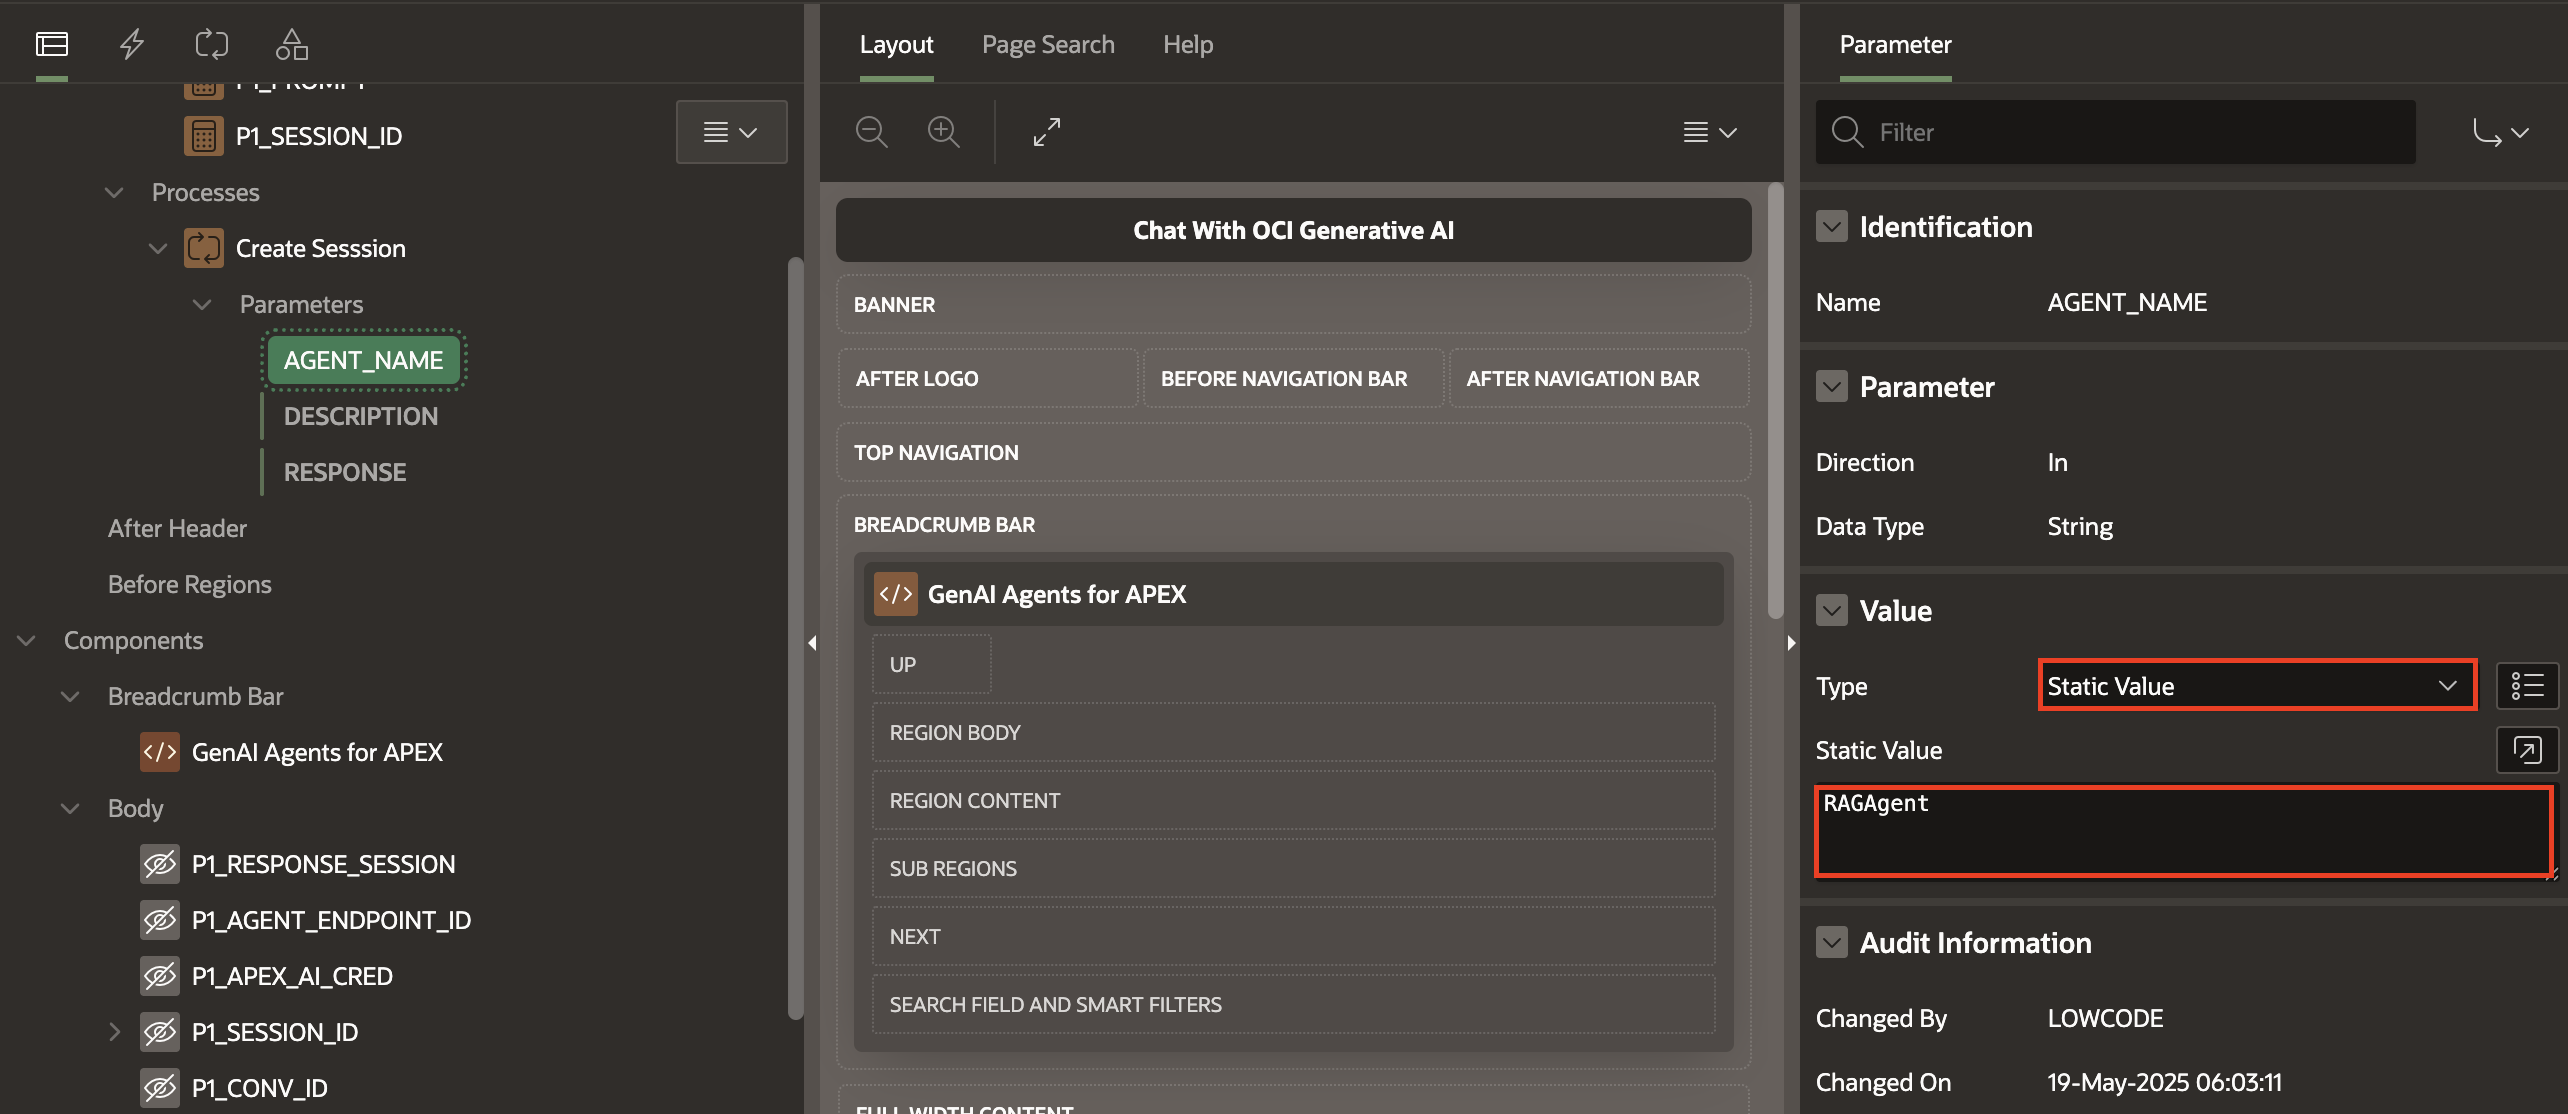 P1_PROMPT
P1_SESSION_ID
Processes
Create Sesssion
Parameters
AGENT_NAME
DESCRIPTION
RESPONSE
After Header
Before Regions
Components
Breadcrumb Bar
GenAI Agents for APEX
Body
P1_RESPONSE_SESSION
P1_AGENT_ENDPOINT_ID
P1_APEX_AI_CRED
P1_SESSION_ID
P1_CONV_ID
Layout
Page Search
Help
Chat With OCI Generative AI
BANNER
AFTER LOGO
BEFORE NAVIGATION BAR
AFTER NAVIGATION BAR
TOP NAVIGATION
BREADCRUMB BAR
</> GenAI Agents for APEX
UP
REGION BODY
REGION CONTENT
SUB REGIONS
NEXT
SEARCH FIELD AND SMART FILTERS
FULL WIDTH CONTENT
Parameter
Filter
Identification
Name AGENT_NAME
Parameter
Direction In
Data Type String
Value
Type Static Value
Static Value
RAGAgent
Audit Information
Changed By LOWCODE
Changed On 19-May-2025 06:03:11